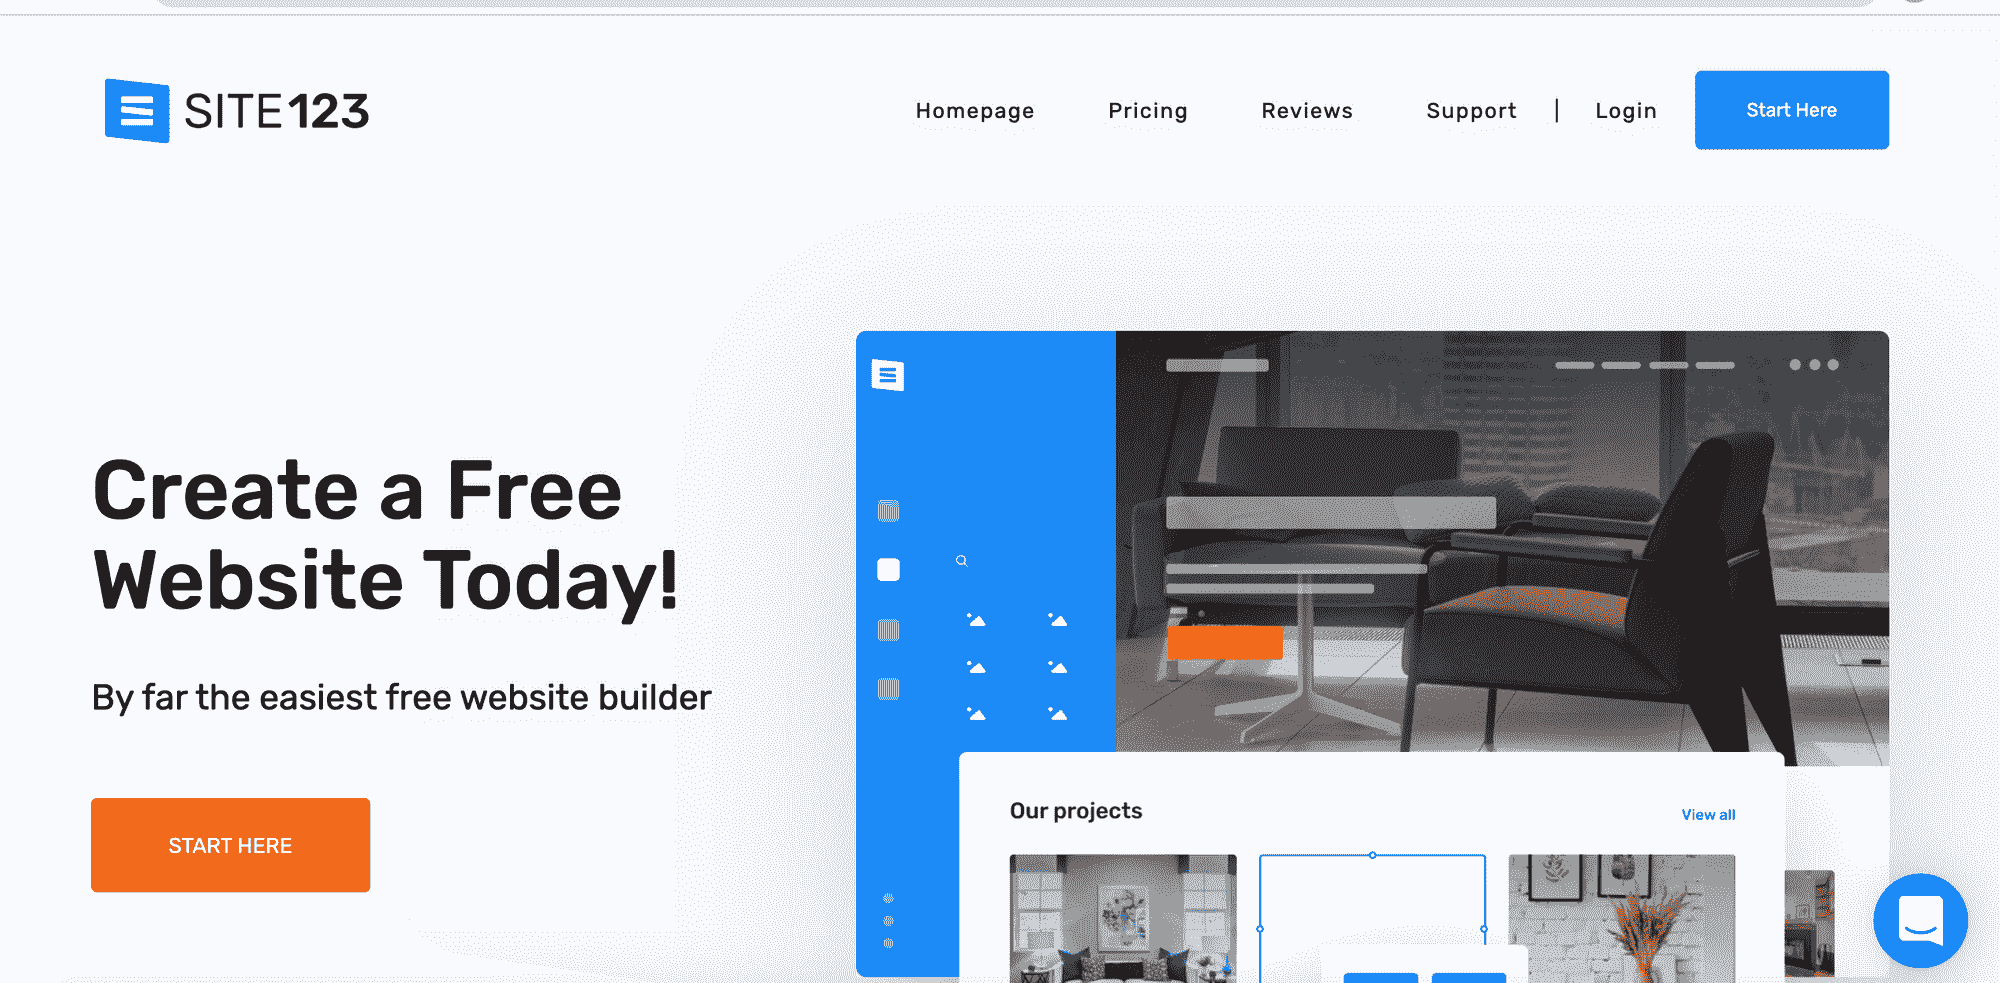 SITE123
Homepage
Pricing
Reviews
Support
|
Login
Start Here
Create a Free
Website Today!
By far the easiest free website builder
START HERE
Our projects
View all